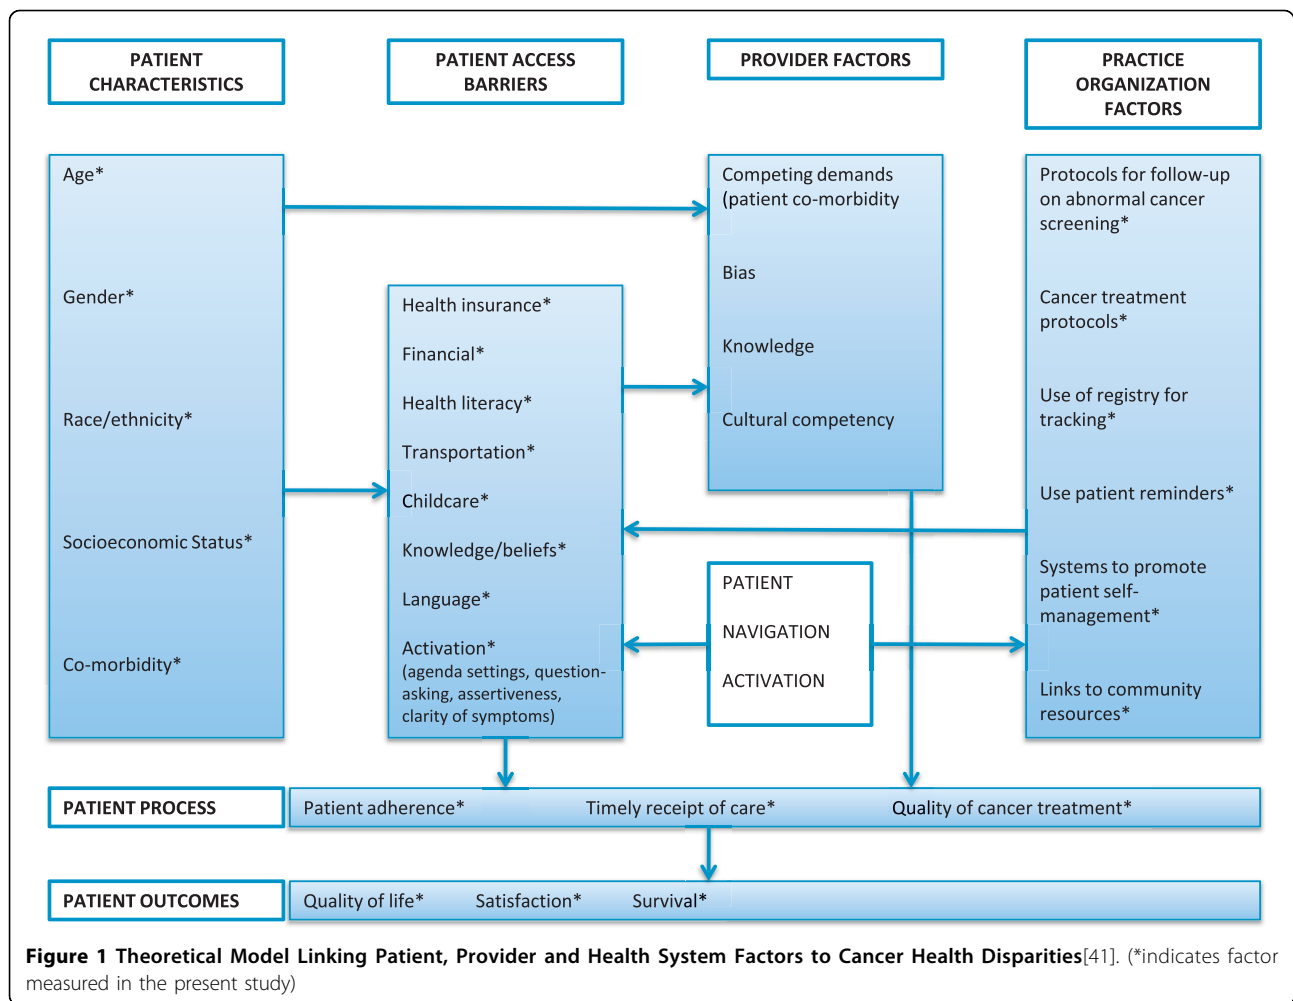 PATIENT
CHARACTERISTICS
PATIENT ACCESS
BARRIERS
PROVIDER FACTORS
PRACTICE
ORGANIZATION
FACTORS
Age*
Gender*
Race/ethnicity*
Socioeconomic Status*
Co-morbidity*
Health insurance*
Financial*
Health literacy*
Transportation*
Childcare*
Knowledge/beliefs*
Language*
Activation*
(agenda settings, question-
asking, assertiveness,
clarity of symptoms)
Competing demands
(patient co-morbidity
Bias
Knowledge
Cultural competency
PATIENT
NAVIGATION
ACTIVATION
Protocols for follow-up
on abnormal cancer
screening*
Cancer treatment
protocols*
Use of registry for
tracking*
Use patient reminders*
Systems to promote
patient self-
management*
Links to community
resources*
PATIENT PROCESS
Patient adherence*
Timely receipt of care*
Quality of cancer treatment*
PATIENT OUTCOMES
Quality of life*
Satisfaction*
Survival*
Figure 1 Theoretical Model Linking Patient, Provider and Health System Factors to Cancer Health Disparities[41]. (*indicates factor
measured in the present study)